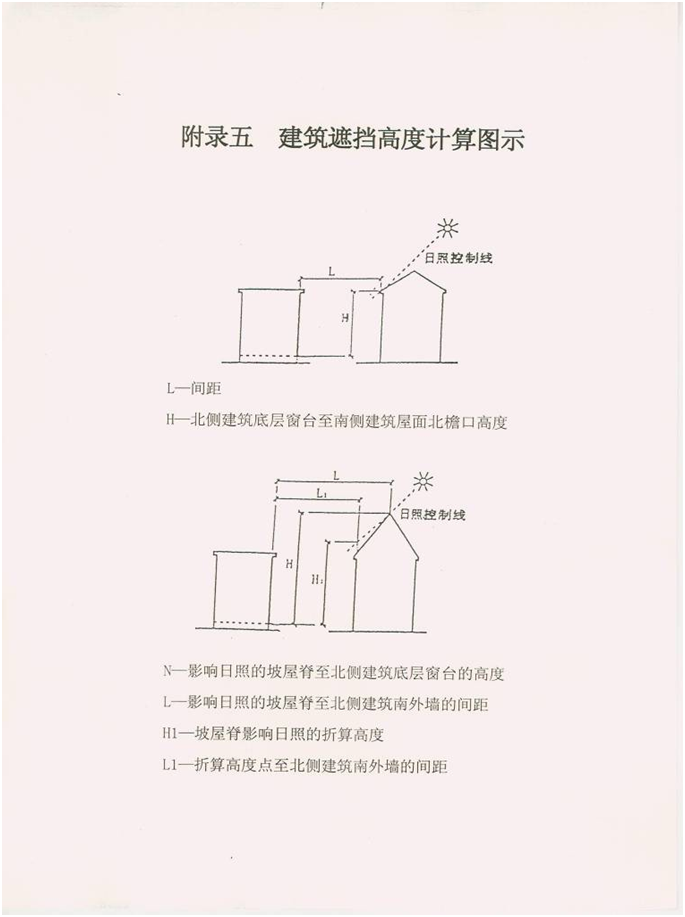 附录五　建筑遮挡高度计算图示
日照控制线
L
H
L—间距
H—北侧建筑底层窗台至南侧建筑屋面北檐口高度
L
L1
日照控制线
H
H1
N—影响日照的坡屋脊至北侧建筑底层窗台的高度
L—影响日照的坡屋脊至北侧建筑南外墙的间距
H1—坡屋脊影响日照的折算高度
L1—折算高度点至北侧建筑南外墙的间距